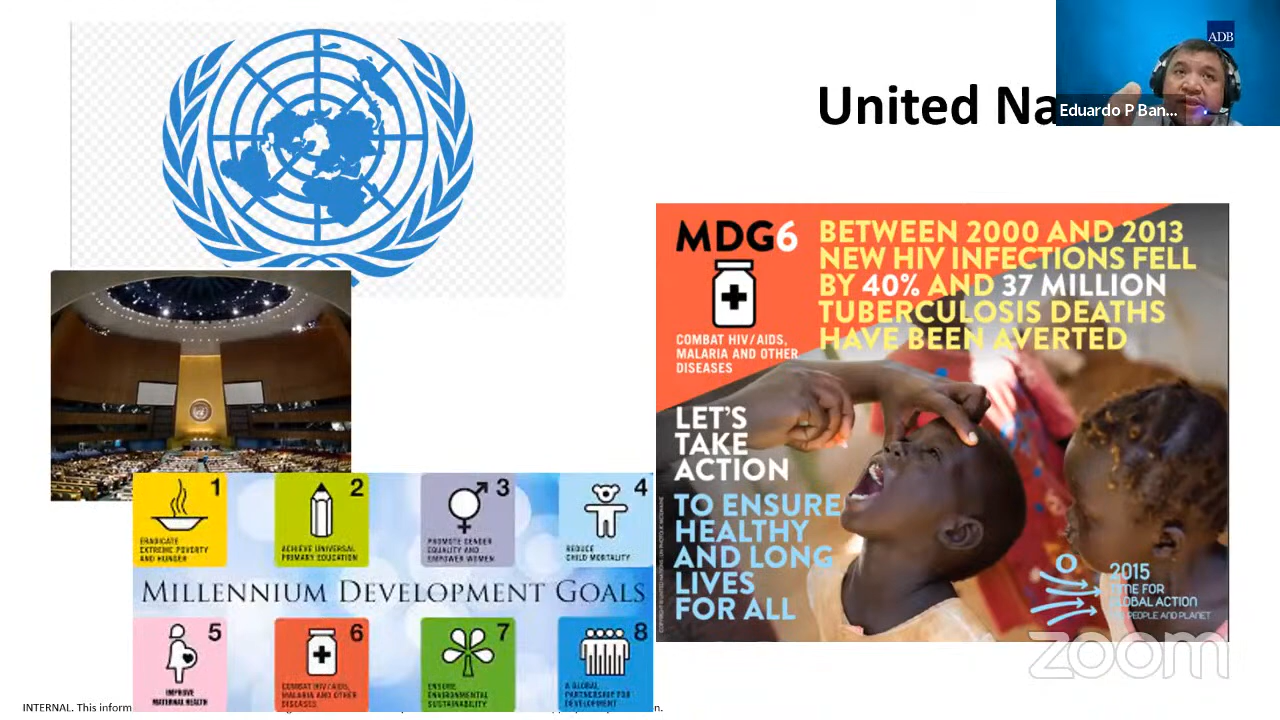 United Na
ADB
Eduardo P Ban...
MDG6
COMBAT HIV/AIDS,
MALARIA AND OTHER
DISEASES
BETWEEN 2000 AND 2013
NEW HIV INFECTIONS FELL
BY 40% AND 37 MILLION
TUBERCULOSIS DEATHS
HAVE BEEN AVERTED
LET'S
TAKE
ACTION
TO ENSURE
HEALTHY
AND LONG
LIVES
FOR ALL
2015
TIME FOR
GLOBAL ACTION
PEOPLE AND PLANET
zoom
1
ERADICATE
EXTREME POVERTY
AND HUNGER
2
ACHIEVE UNIVERSAL
PRIMARY EDUCATION
3
PROMOTE GENDER
EQUALITY AND
EMPOWER WOMEN
4
REDUCE
CHILD MORTALITY
MILLENNIUM DEVELOPMENT GOALS
5
IMPROVE
MATERNAL HEALTH
6
COMBAT HIV/AIDS,
MALARIA AND OTHER
DISEASES
7
ENSURE
ENVIRONMENTAL
SUSTAINABILITY
8
A GLOBAL
PARTNERSHIP FOR
DEVELOPMENT
INTERNAL. This inform